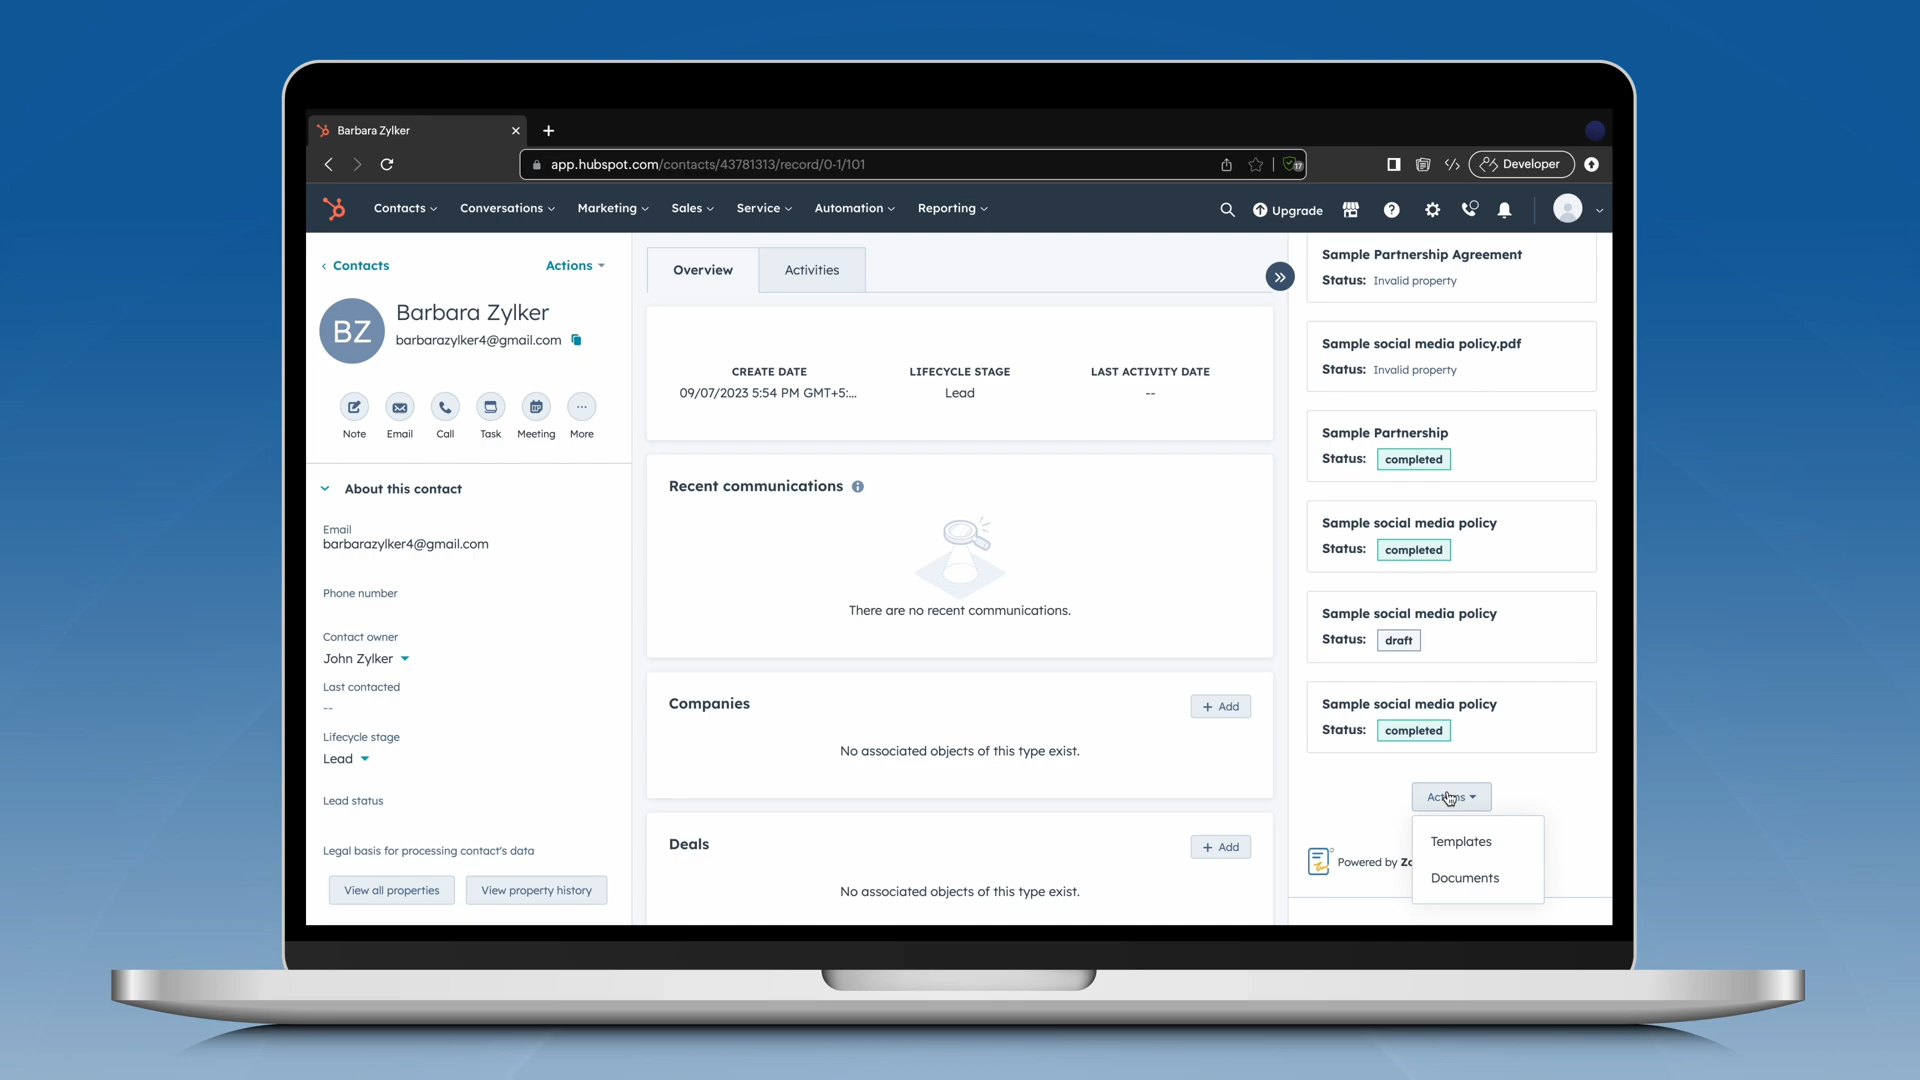 Barbara Zylker
app.hubspot.com/contacts/43781313/record/0-1/101
17
Developer
Contacts
Conversations
Marketing
Sales
Service
Automation
Reporting
Upgrade
Contacts
Actions
BZ
Barbara Zylker
barbarazylker4@gmail.com
Note
Email
Call
Task
Meeting
More
About this contact
Email
barbarazylker4@gmail.com
Phone number
Contact owner
John Zylker
Last contacted
--
Lifecycle stage
Lead
Lead status
Legal basis for processing contact's data
View all properties
View property history
Overview
Activities
CREATE DATE
09/07/2023 5:54 PM GMT+5:...
LIFECYCLE STAGE
Lead
LAST ACTIVITY DATE
--
Recent communications
There are no recent communications.
Companies
+ Add
No associated objects of this type exist.
Deals
+ Add
No associated objects of this type exist.
Sample Partnership Agreement
Status: Invalid property
Sample social media policy.pdf
Status: Invalid property
Sample Partnership
Status: completed
Sample social media policy
Status: completed
Sample social media policy
Status: draft
Sample social media policy
Status: completed
Templates
Documents
Powered by